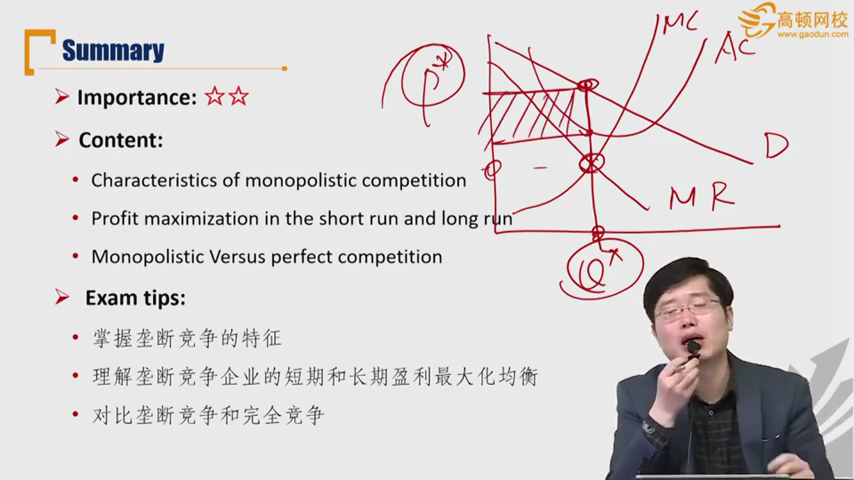 高顿网校
www.gaodun.com
Summary
Importance: ☆☆
Content:
Characteristics of monopolistic competition
Profit maximization in the short run and long run
Monopolistic Versus perfect competition
Exam tips:
掌握垄断竞争的特征
理解垄断竞争企业的短期和长期盈利最大化均衡
对比垄断竞争和完全竞争
P*
MC
AC
D
MR
Q*